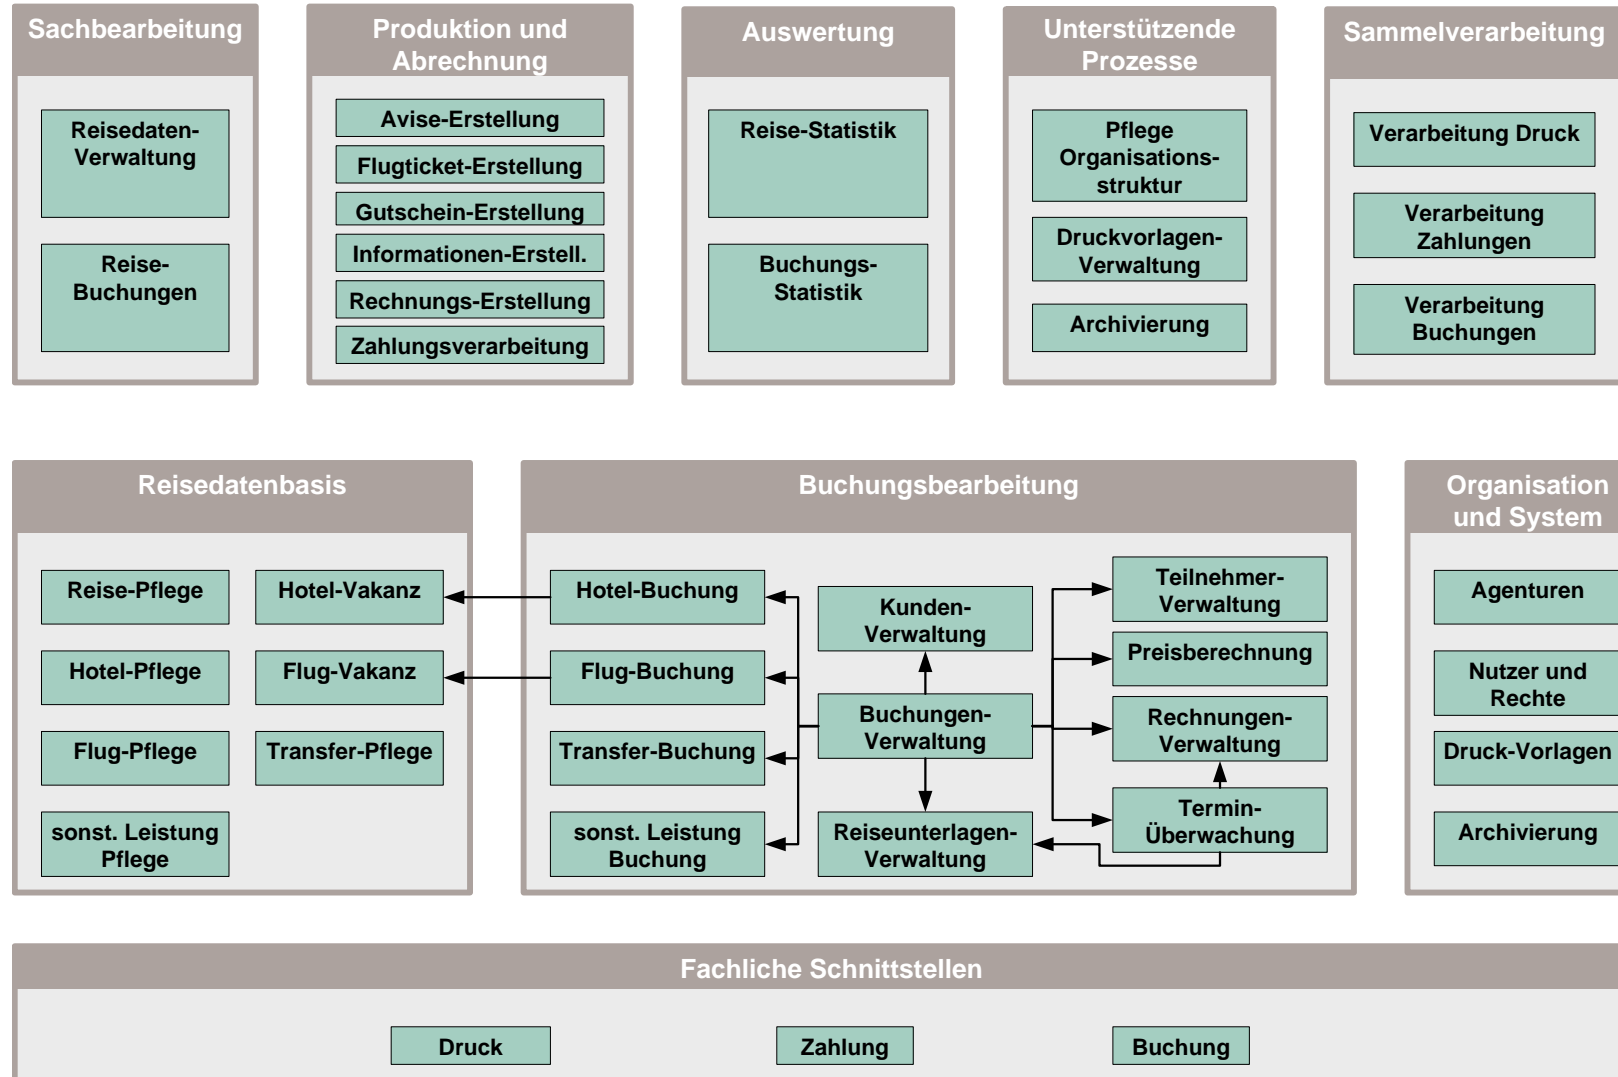 Sachbearbeitung
Reisedaten-
Verwaltung
Reise-
Buchungen
Produktion und
Abrechnung
Avise-Erstellung
Flugticket-Erstellung
Gutschein-Erstellung
Informationen-Erstell.
Rechnungs-Erstellung
Zahlungsverarbeitung
Auswertung
Reise-Statistik
Buchungs-
Statistik
Unterstützende
Prozesse
Pflege
Organisations-
struktur
Druckvorlagen-
Verwaltung
Archivierung
Sammelverarbeitung
Verarbeitung Druck
Verarbeitung
Zahlungen
Verarbeitung
Buchungen
Reisedatenbasis
Reise-Pflege
Hotel-Vakanz
Hotel-Pflege
Flug-Vakanz
Flug-Pflege
Transfer-Pflege
sonst. Leistung
Pflege
Buchungsbearbeitung
Hotel-Buchung
Flug-Buchung
Transfer-Buchung
sonst. Leistung
Buchung
Kunden-
Verwaltung
Buchungen-
Verwaltung
Reiseunterlagen-
Verwaltung
Teilnehmer-
Verwaltung
Preisberechnung
Rechnungen-
Verwaltung
Termin-
Überwachung
Organisation
und System
Agenturen
Nutzer und
Rechte
Druck-Vorlagen
Archivierung
Fachliche Schnittstellen
Druck
Zahlung
Buchung